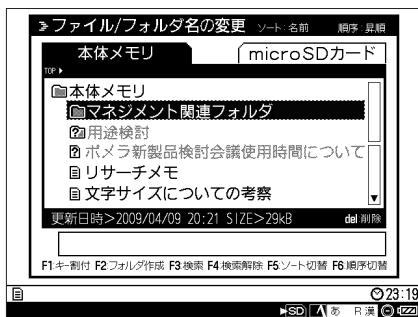 ファイル/フォルダ名の変更 ソート:名前 順序:昇順
本体メモリ microSDカード
TOP
本体メモリ
マネジメント関連フォルダ
用途検討
ポメラ新製品検討会議使用時間について
リサーチメモ
文字サイズについての考察
更新日時>2009/04/09 20:21 SIZE>29kB del:削除
F1:キー割付 F2:フォルダ作成 F3:検索 F4:検索解除 F5:ソート切替 F6:順序切替
23:19
SD あ R漢